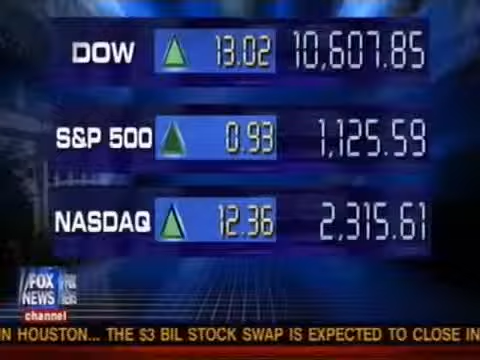 DOW 13.02 10,607.85
S&P 500 0.93 1,125.59
NASDAQ 12.36 2,315.61
FOX NEWS channel
IN HOUSTON... THE $3 BIL STOCK SWAP IS EXPECTED TO CLOSE IN